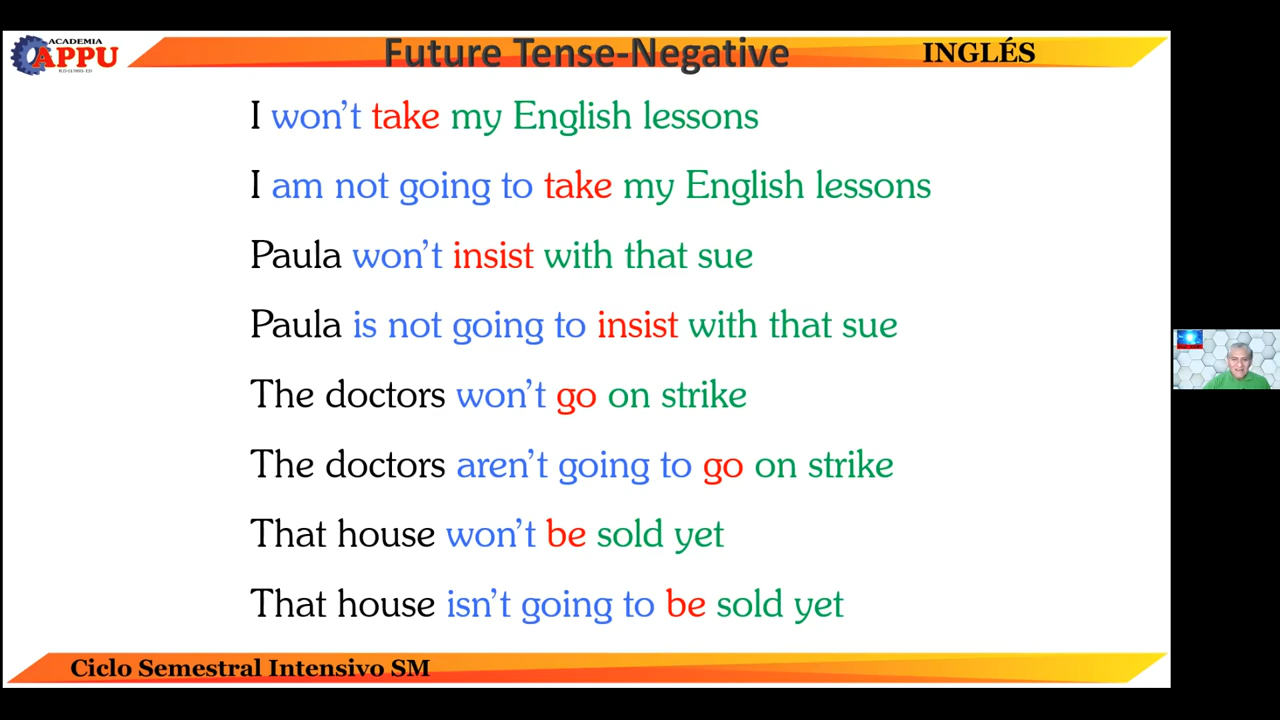 ACADEMIA
APPU
Future Tense-Negative
INGLÉS
I won't take my English lessons
I am not going to take my English lessons
Paula won't insist with that sue
Paula is not going to insist with that sue
The doctors won't go on strike
The doctors aren't going to go on strike
That house won't be sold yet
That house isn't going to be sold yet
Ciclo Semestral Intensivo SM